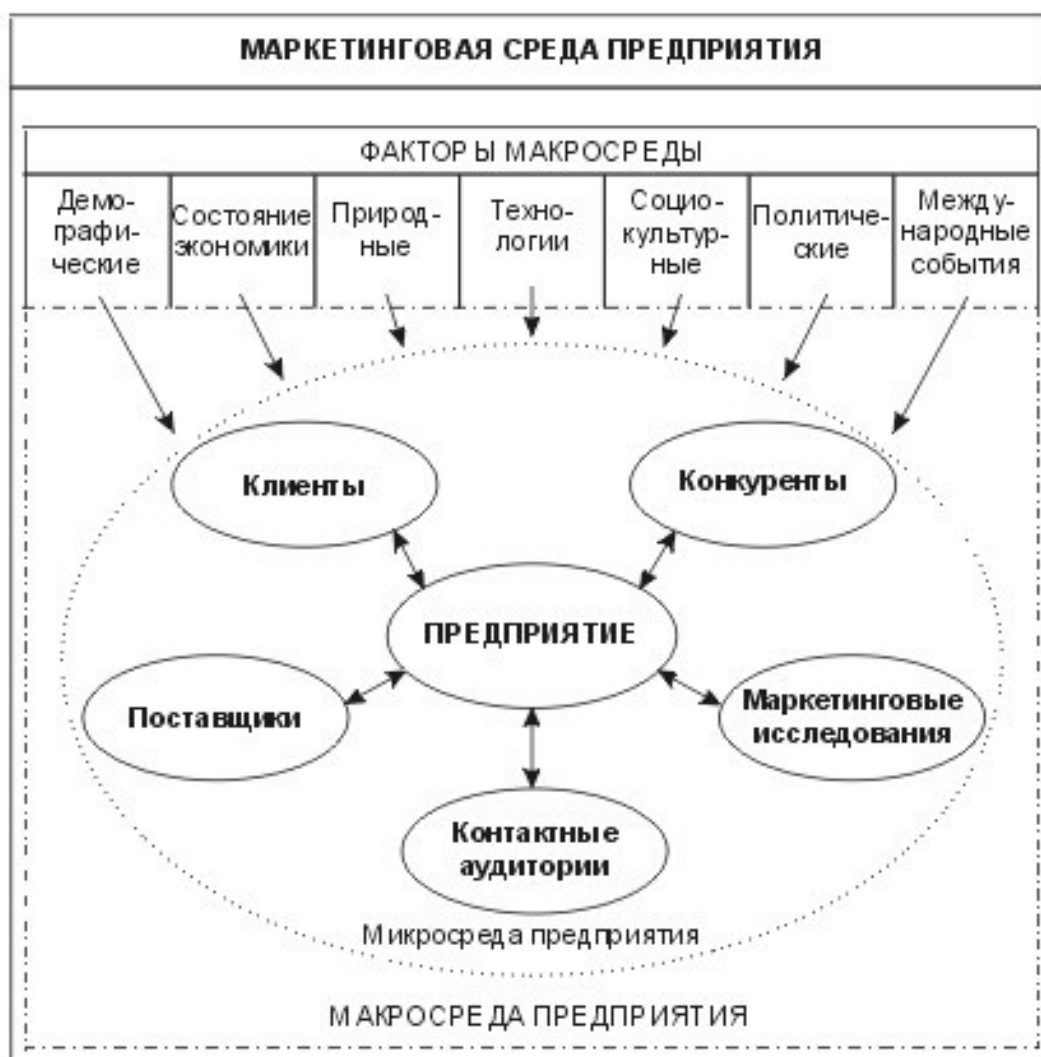 МАРКЕТИНГОВАЯ СРЕДА ПРЕДПРИЯТИЯ
ФАКТОРЫ МАКРОСРЕДЫ
Демо-
графи-
ческие
Состояние
экономики
Природ-
ные
Техно-
логии
Социо-
культур-
ные
Политиче-
ские
Между-
народные
события
Клиенты
Конкуренты
ПРЕДПРИЯТИЕ
Поставщики
Маркетинговые
исследования
Контактные
аудитории
Микросреда предприятия
МАКРОСРЕДА ПРЕДПРИЯТИЯ